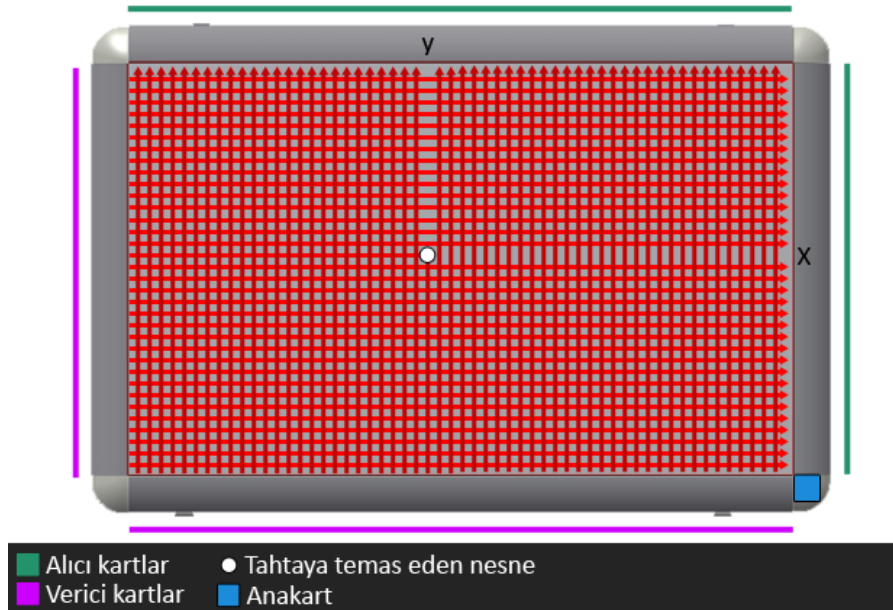 y
x
Alıcı kartlar
Tahtaya temas eden nesne
Verici kartlar
Anakart